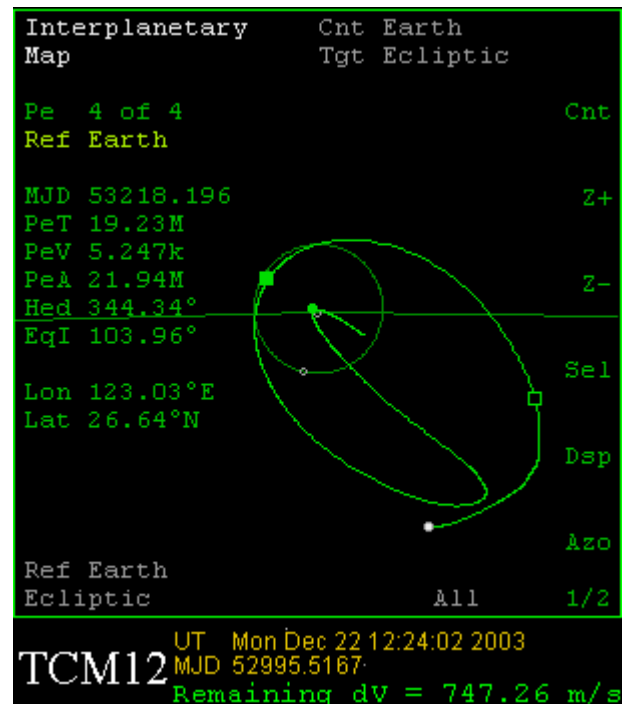 Interplanetary Cnt Earth
Map Tgt Ecliptic
Pe 4 of 4 Cnt
Ref Earth
MJD 53218.196 Z+
PeT 19.23M
PeV 5.247k
PeA 21.94M Z-
Hed 344.34°
EqI 103.96°
Sel
Lon 123.03°E
Lat 26.64°N
Dsp
Azo
Ref Earth
Ecliptic All 1/2
UT Mon Dec 22 12:24:02 2003
TCM12 MJD 52995.5167
Remaining dV = 747.26 m/s